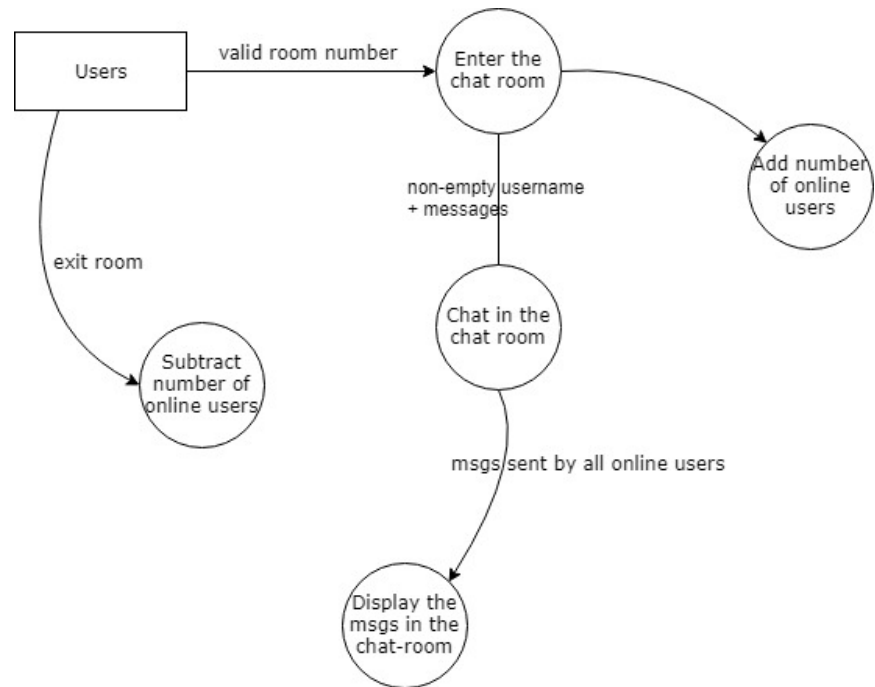 Users
valid room number
Enter the
chat room
Add number
of online
users
non-empty username
+ messages
exit room
Chat in the
chat room
Subtract
number of
online users
msgs sent by all online users
Display the
msgs in the
chat-room